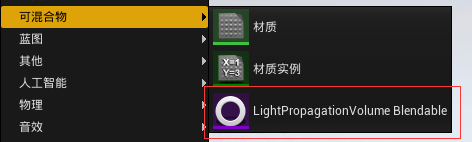 可混合物
蓝图
其他
人工智能
物理
音效
材质
X=1
Y=3
材质实例
LightPropagationVolume Blendable